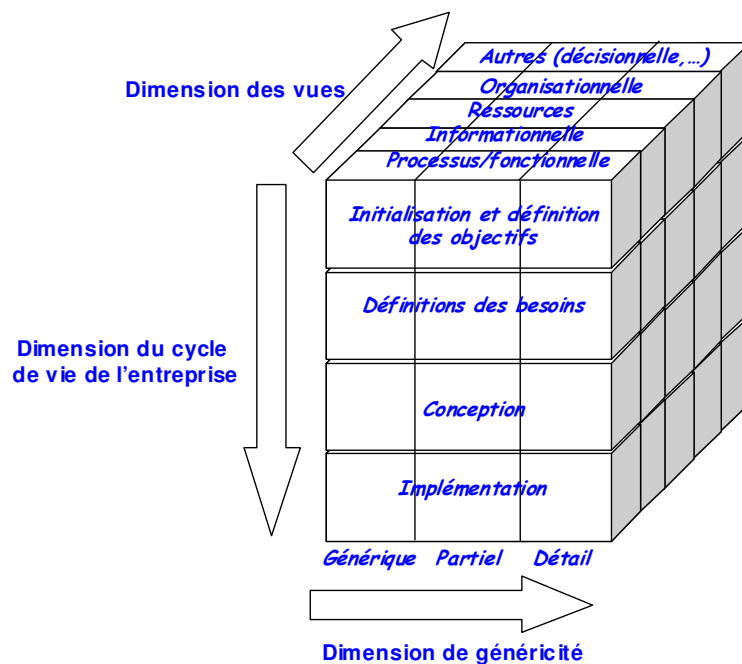 Autres (décisionnelle,…)
Organisationnelle
Dimension des vues
Ressources
Informationnelle
Processus/fonctionnelle
Initialisation et définition
des objectifs
Définitions des besoins
Dimension du cycle
de vie de l'entreprise
Conception
Implémentation
Générique Partiel Détail
Dimension de généricité